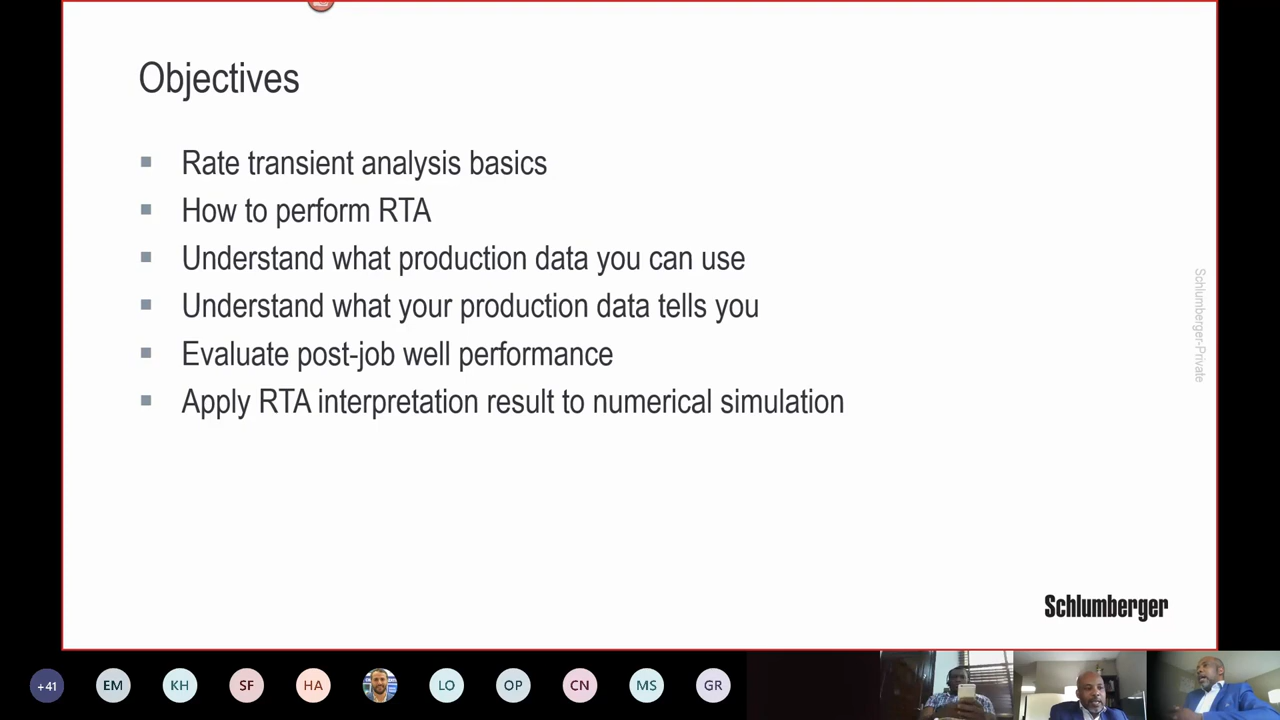 Objectives
Rate transient analysis basics
How to perform RTA
Understand what production data you can use
Understand what your production data tells you
Evaluate post-job well performance
Apply RTA interpretation result to numerical simulation
Schlumberger-Private
Schlumberger
+41 EM KH SF HA LO OP CN MS GR